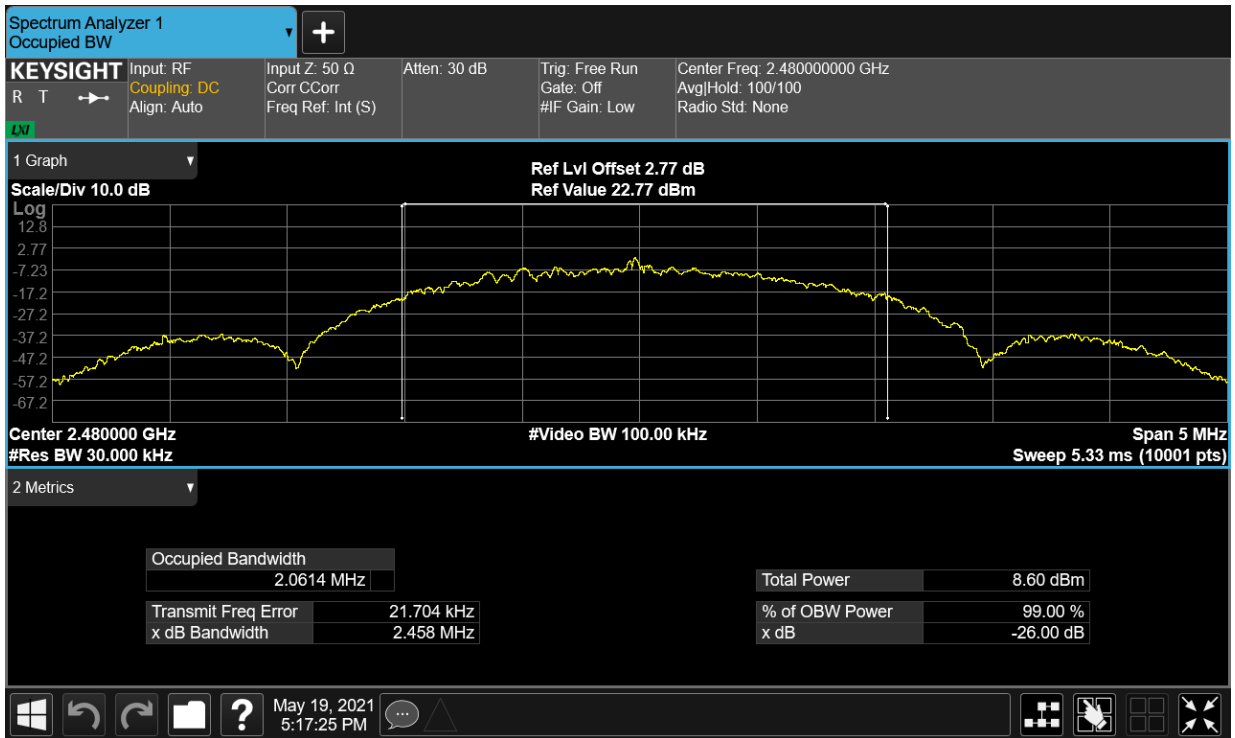 Spectrum Analyzer 1
Occupied BW
KEYSIGHT
R T
LXI
Input: RF
Coupling: DC
Align: Auto
Input Z: 50 Ω
Corr CCorr
Freq Ref: Int (S)
Atten: 30 dB
Trig: Free Run
Gate: Off
#IF Gain: Low
Center Freq: 2.480000000 GHz
Avg|Hold: 100/100
Radio Std: None
1 Graph
Scale/Div 10.0 dB
Ref Lvl Offset 2.77 dB
Ref Value 22.77 dBm
Log
12.8
2.77
-7.23
-17.2
-27.2
-37.2
-47.2
-57.2
-67.2
Center 2.480000 GHz
#Video BW 100.00 kHz
Span 5 MHz
#Res BW 30.000 kHz
Sweep 5.33 ms (10001 pts)
2 Metrics
Occupied Bandwidth
2.0614 MHz
Total Power 8.60 dBm
Transmit Freq Error 21.704 kHz
% of OBW Power 99.00 %
x dB Bandwidth 2.458 MHz
x dB -26.00 dB
?
May 19, 2021
5:17:25 PM